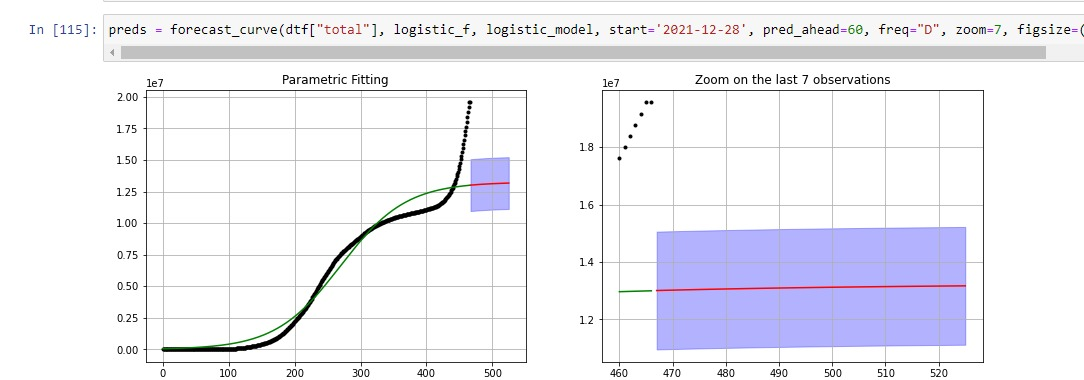 In [115]: preds = forecast_curve(dtf["total"], logistic_f, logistic_model, start='2021-12-28', pred_ahead=60, freq="D", zoom=7, figsize=(
Parametric Fitting
1e7
2.00
1.75
1.50
1.25
1.00
0.75
0.50
0.25
0.00
0 100 200 300 400 500
Zoom on the last 7 observations
1e7
1.8
1.6
1.4
1.2
460 470 480 490 500 510 520